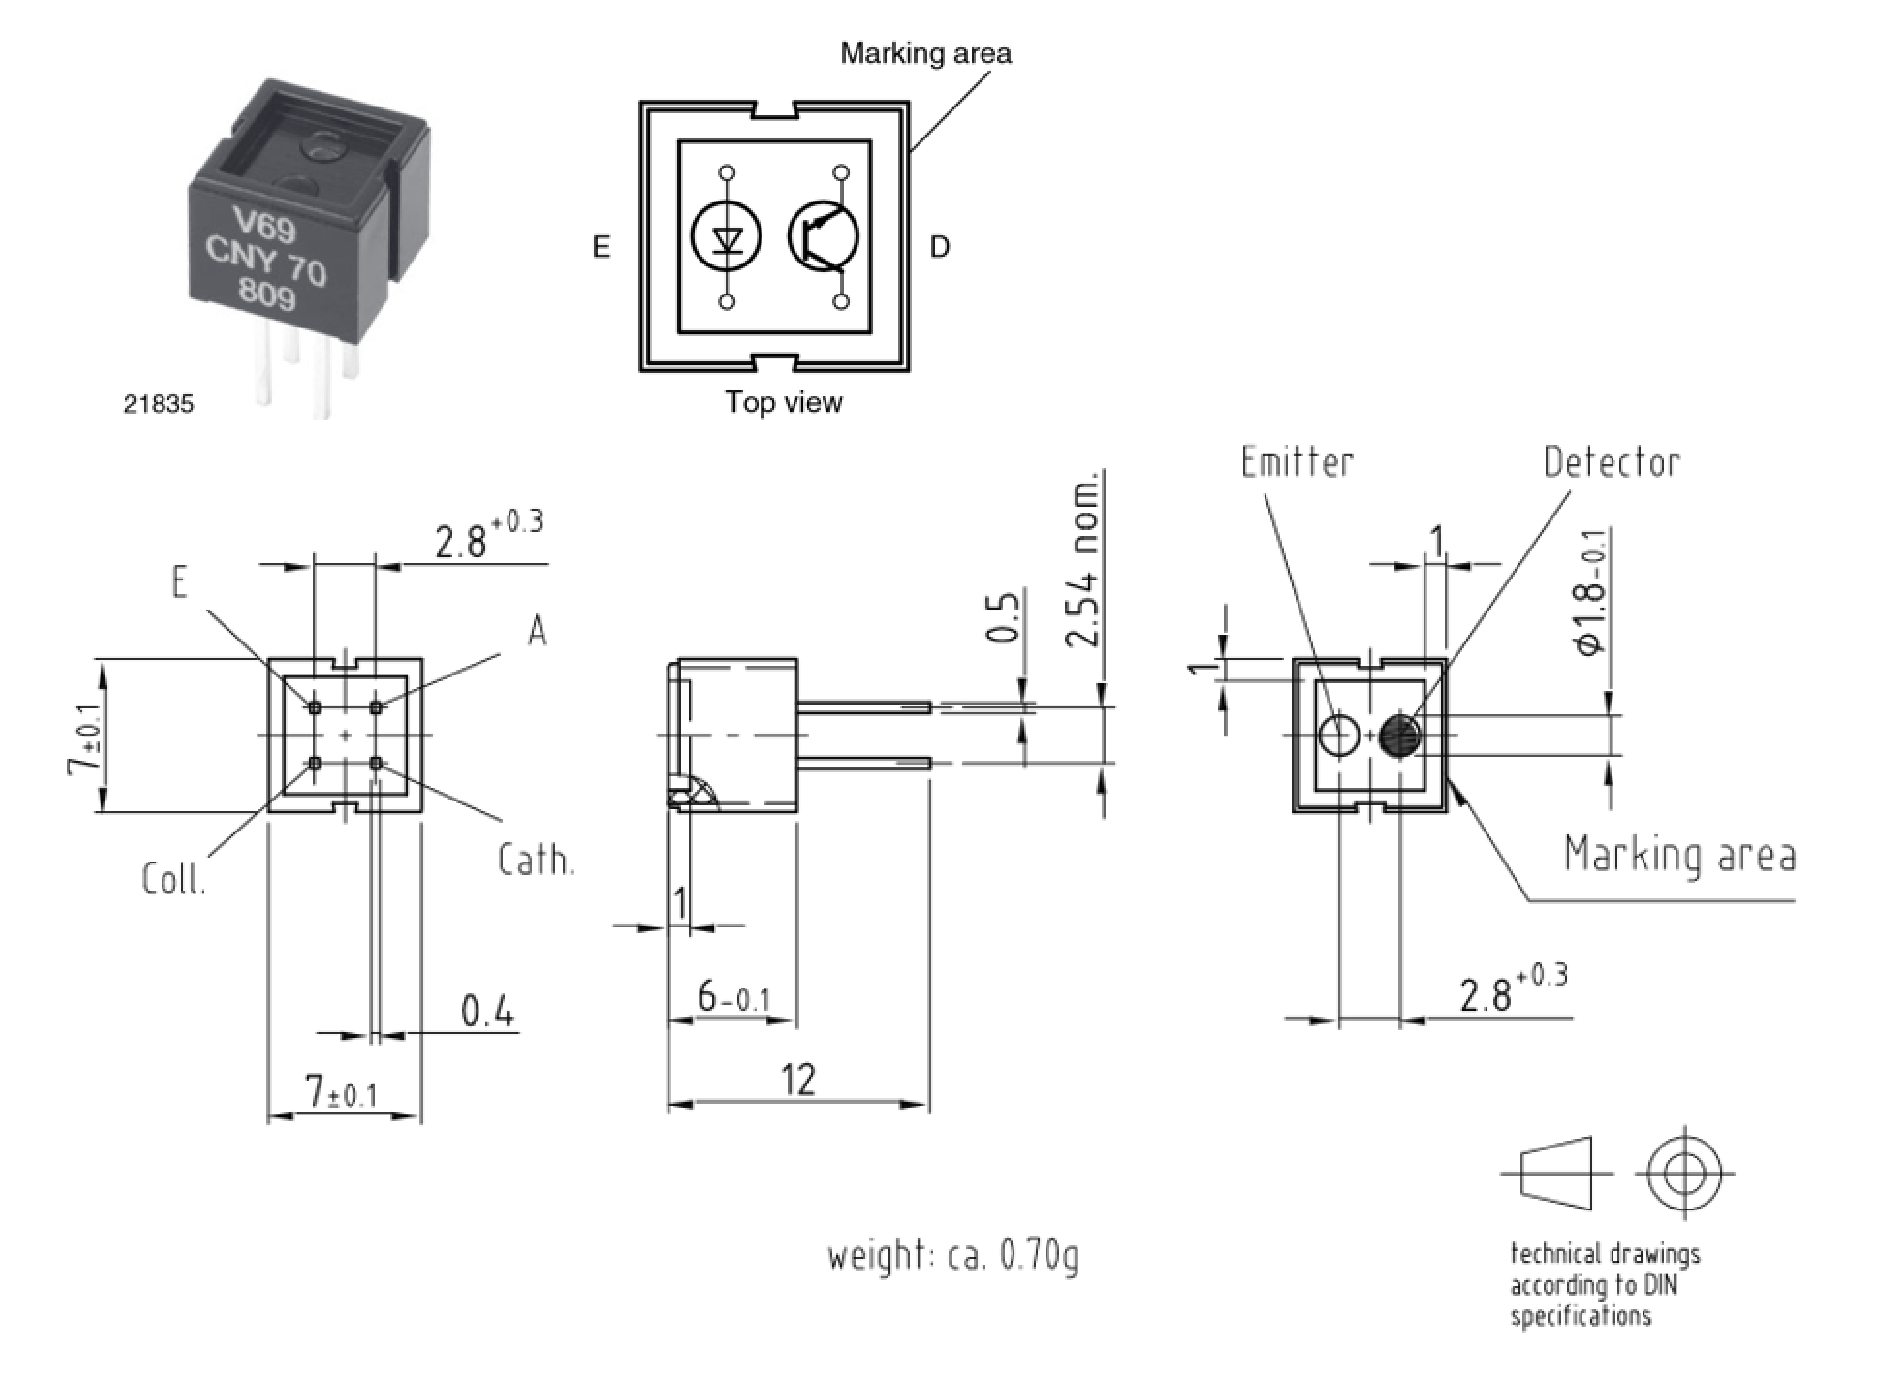 Marking area
V69
CNY 70
809
E
D
21835
Top view
Emitter
Detector
2.8+0.3
E
A
7±0.1
Coll.
Cath.
0.4
7±0.1
0.5
2.54 nom.
1
6-0.1
12
1
1
ϕ1.8-0.1
Marking area
2.8+0.3
weight: ca. 0.70g
technical drawings
according to DIN
specifications